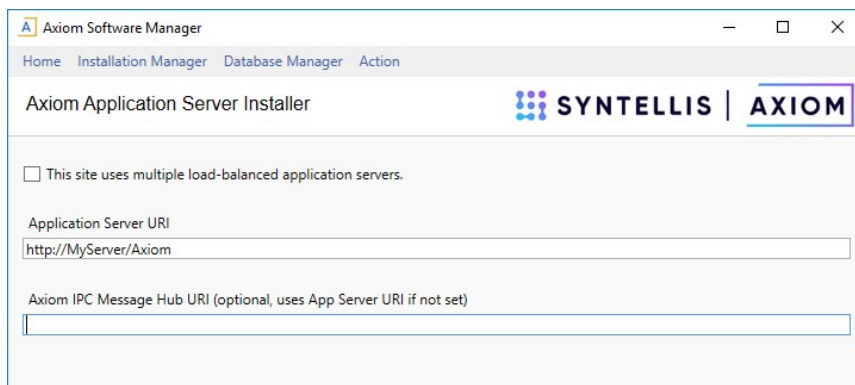 A Axiom Software Manager
Home Installation Manager Database Manager Action
Axiom Application Server Installer
SYNTELLIS | AXIOM
This site uses multiple load-balanced application servers.
Application Server URI
http://MyServer/Axiom
Axiom IPC Message Hub URI (optional, uses App Server URI if not set)